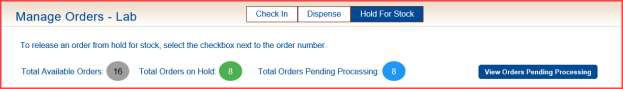 Manage Orders - Lab
Check In Dispense Hold For Stock
To release an order from hold for stock, select the checkbox next to the order number
Total Available Orders: 16 Total Orders on Hold: 8 Total Orders Pending Processing: 8 View Orders Pending Processing